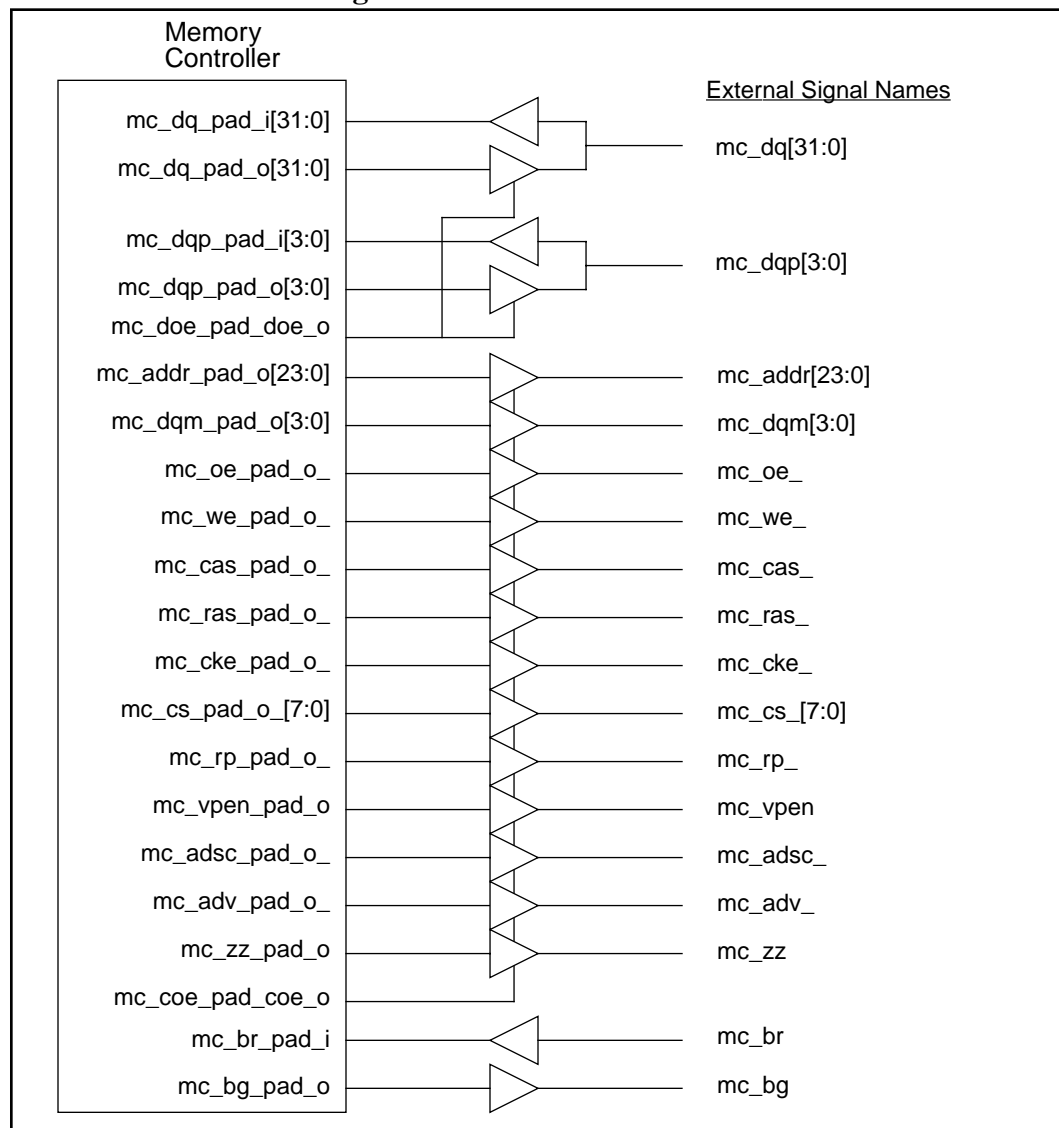 Memory
Controller
External Signal Names
mc_dq_pad_i[31:0]
mc_dq[31:0]
mc_dq_pad_o[31:0]
mc_dqp_pad_i[3:0]
mc_dqp[3:0]
mc_dqp_pad_o[3:0]
mc_doe_pad_doe_o
mc_addr_pad_o[23:0] mc_addr[23:0]
mc_dqm_pad_o[3:0] mc_dqm[3:0]
mc_oe_pad_o_ mc_oe_
mc_we_pad_o_ mc_we_
mc_cas_pad_o_ mc_cas_
mc_ras_pad_o_ mc_ras_
mc_cke_pad_o_ mc_cke_
mc_cs_pad_o_[7:0] mc_cs_[7:0]
mc_rp_pad_o_ mc_rp_
mc_vpen_pad_o mc_vpen
mc_adsc_pad_o_ mc_adsc_
mc_adv_pad_o_ mc_adv_
mc_zz_pad_o mc_zz
mc_coe_pad_coe_o
mc_br_pad_i mc_br
mc_bg_pad_o mc_bg